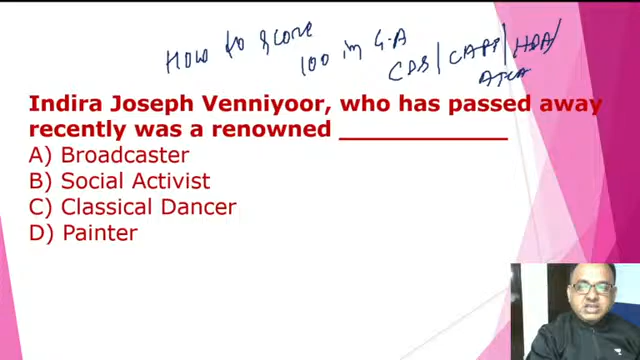 How to score
100 in G.A
CDS / CAPF / NDA /
Indira Joseph Venniyoor, who has passed away
recently was a renowned ____________
A) Broadcaster
B) Social Activist
C) Classical Dancer
D) Painter